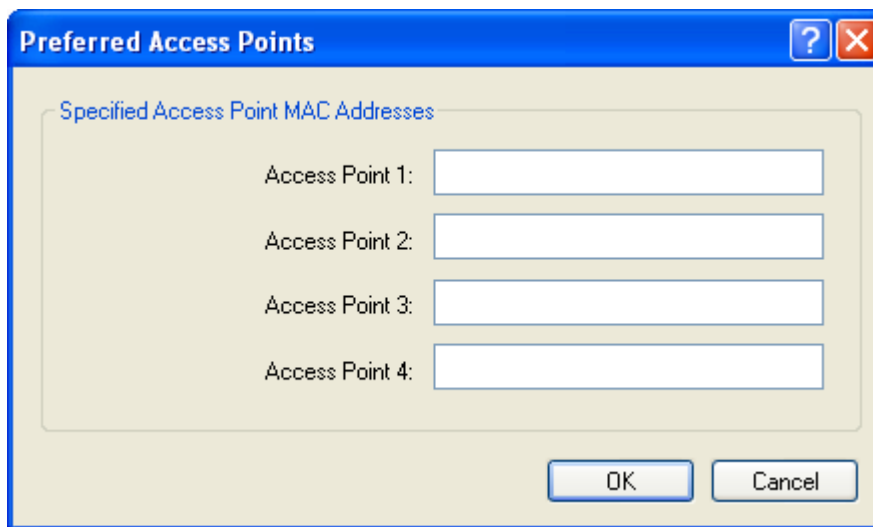 Preferred Access Points
Specified Access Point MAC Addresses
Access Point 1:
Access Point 2:
Access Point 3:
Access Point 4:
OK
Cancel